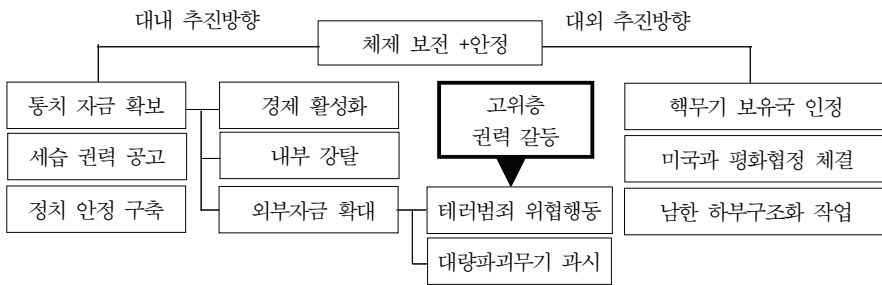 대내 추진방향
체제 보전 +안정
대외 추진방향
통치 자금 확보
경제 활성화
고위층
권력 갈등
핵무기 보유국 인정
세습 권력 공고
내부 강탈
미국과 평화협정 체결
정치 안정 구축
외부자금 확대
테러범죄 위협행동
남한 하부구조화 작업
대량파괴무기 과시